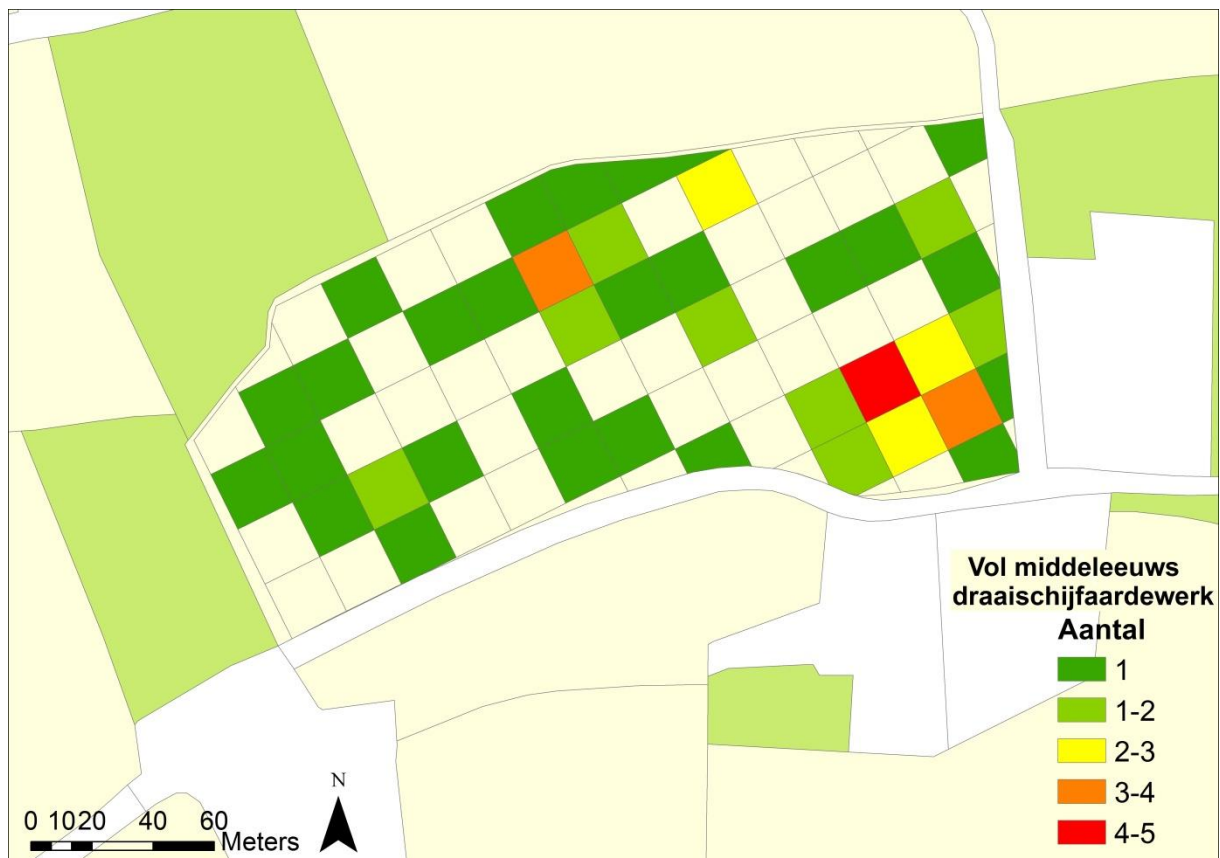 Vol middeleeuws
draaischijfaardewerk
Aantal
1
1-2
2-3
3-4
4-5
N
0 10 20 40 60
Meters